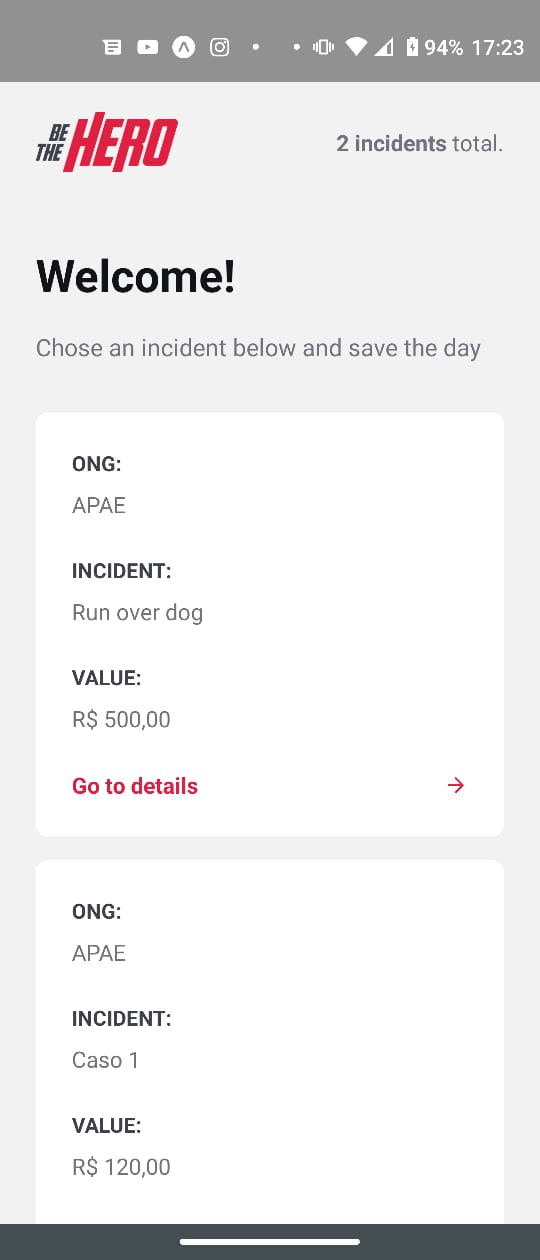 94% 17:23
BE
THE HERO
2 incidents total.
Welcome!
Chose an incident below and save the day
ONG:
APAE
INCIDENT:
Run over dog
VALUE:
R$ 500,00
Go to details
ONG:
APAE
INCIDENT:
Caso 1
VALUE:
R$ 120,00